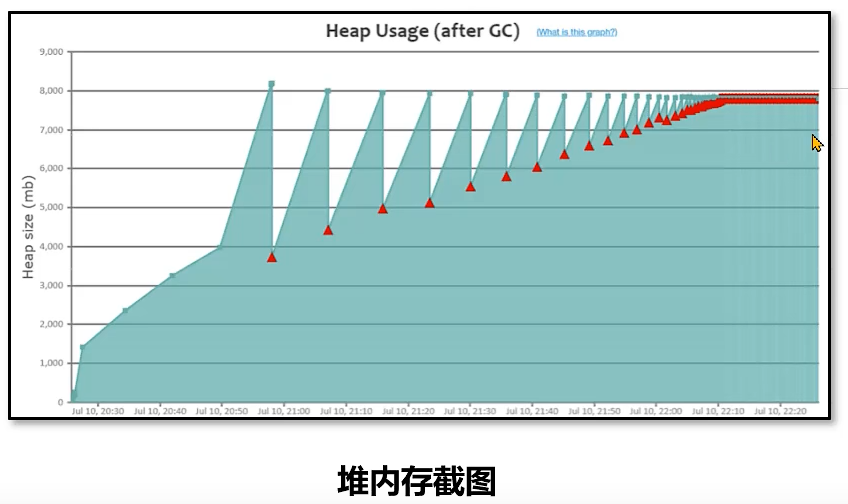 Heap Usage (after GC) (What is this graph?)
9,000
8,000
7,000
6,000
5,000
4,000
3,000
2,000
1,000
0
Heap size (mb)
Jul 10, 20:30 Jul 10, 20:40 Jul 10, 20:50 Jul 10, 21:00 Jul 10, 21:10 Jul 10, 21:20 Jul 10, 21:30 Jul 10, 21:40 Jul 10, 21:50 Jul 10, 22:00 Jul 10, 22:10 Jul 10, 22:20
堆内存截图